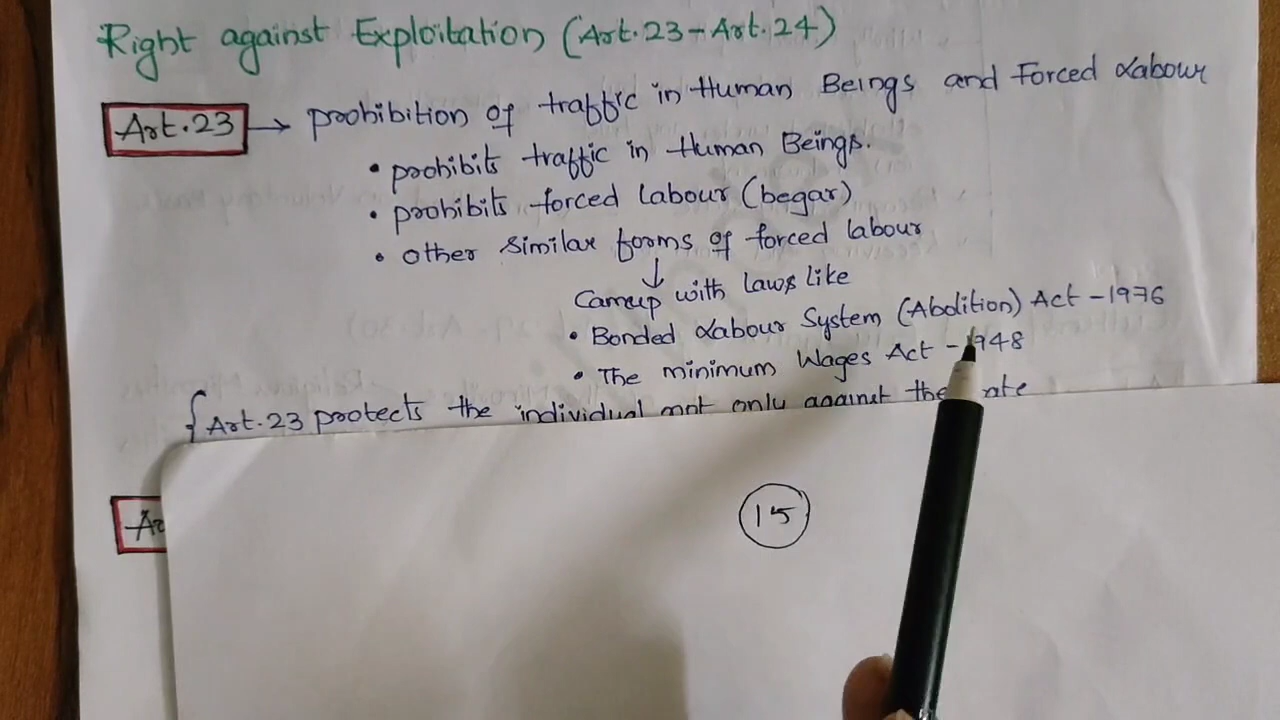 Right against Exploitation (Art.23-Art.24)
Art.23 → prohibition of traffic in Human Beings and Forced Labour
• prohibits traffic in Human Beings.
• prohibits forced labour (begar)
• other similar forms of forced labour
↓
Cameup with laws like
• Bonded Labour System (Abolition) Act - 1976
• The minimum Wages Act - 1948
{Art.23 protects the individual not only against the
15